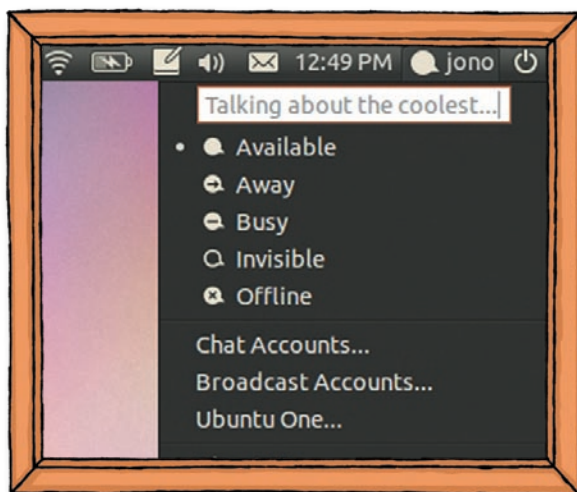 12:49 PM jono
Talking about the coolest...
Available
Away
Busy
Invisible
Offline
Chat Accounts...
Broadcast Accounts...
Ubuntu One...